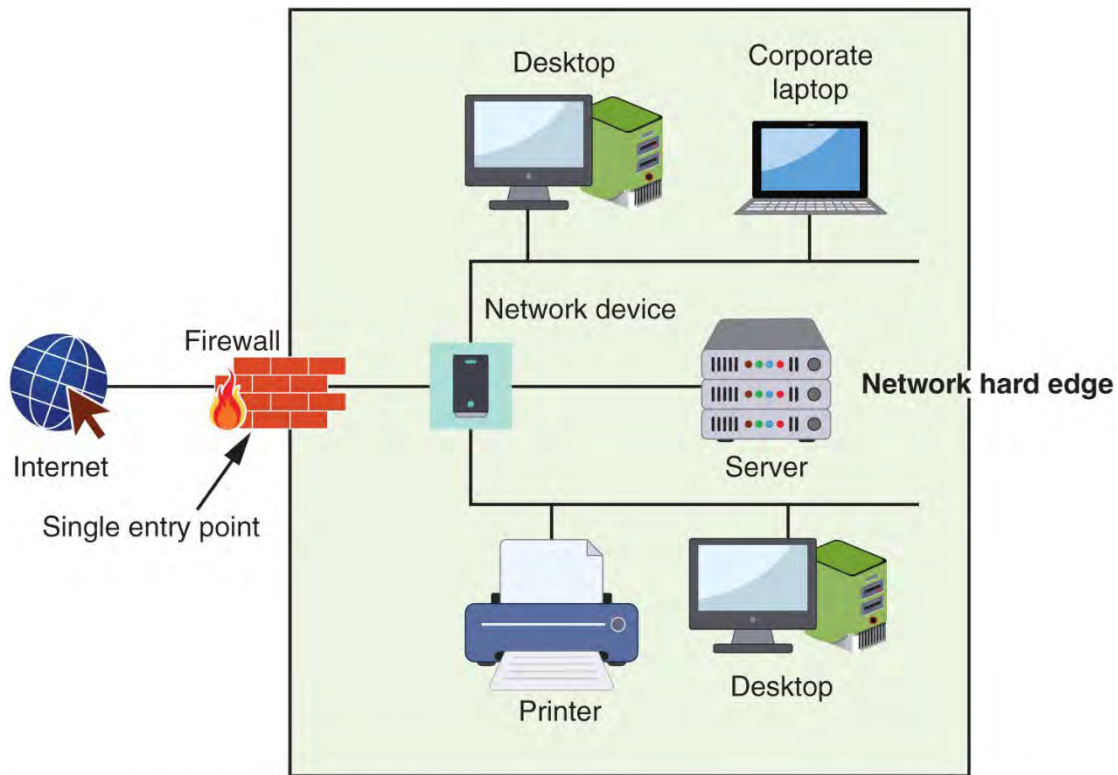 Desktop
Corporate
laptop
Network device
Firewall
Network hard edge
Internet
Server
Single entry point
Printer
Desktop